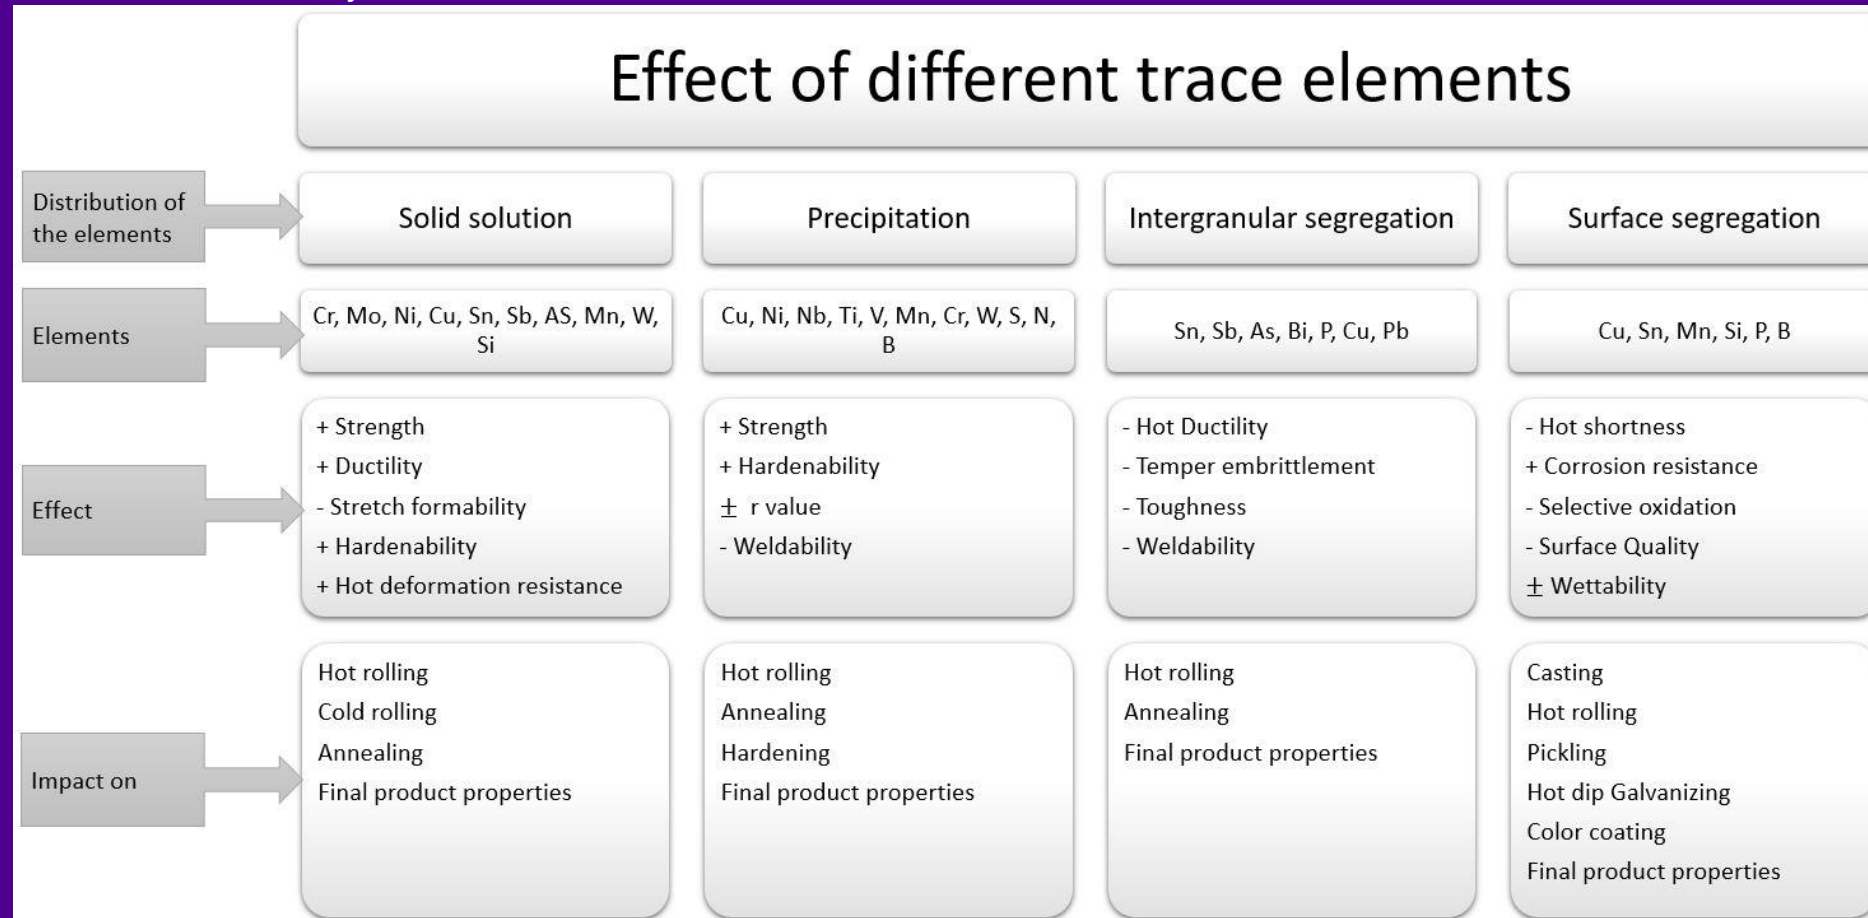 Effect of different trace elements
Distribution of
the elements
Solid solution
Precipitation
Intergranular segregation
Surface segregation
Elements
Cr, Mo, Ni, Cu, Sn, Sb, AS, Mn, W,
Si
Cu, Ni, Nb, Ti, V, Mn, Cr, W, S, N,
B
Sn, Sb, As, Bi, P, Cu, Pb
Cu, Sn, Mn, Si, P, B
Effect
+ Strength
+ Ductility
- Stretch formability
+ Hardenability
+ Hot deformation resistance
+ Strength
+ Hardenability
± r value
- Weldability
- Hot Ductility
- Temper embrittlement
- Toughness
- Weldability
- Hot shortness
+ Corrosion resistance
- Selective oxidation
- Surface Quality
± Wettability
Impact on
Hot rolling
Cold rolling
Annealing
Final product properties
Hot rolling
Annealing
Hardening
Final product properties
Hot rolling
Annealing
Final product properties
Casting
Hot rolling
Pickling
Hot dip Galvanizing
Color coating
Final product properties